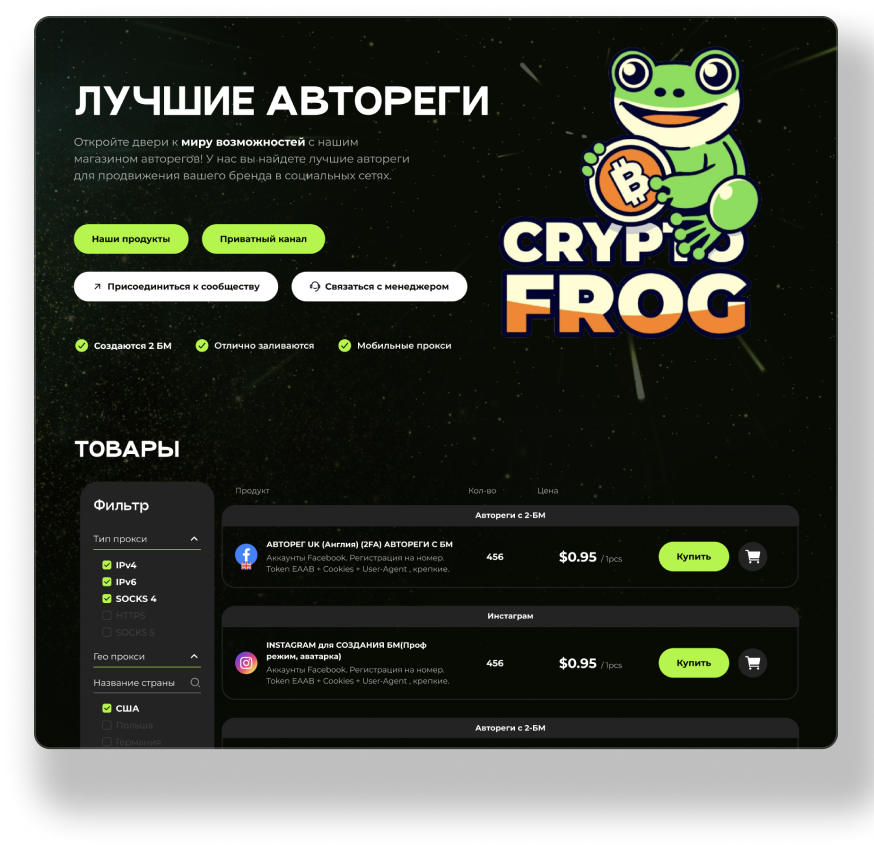 ЛУЧШИЕ АВТОРЕГИ
Откройте двери к миру возможностей с нашим
магазином авторегов! У нас вы найдете лучшие автореги
для продвижения вашего бренда в социальных сетях.
CRYPTO
FROG
Наши продукты
Приватный канал
Присоединиться к сообществу
Связаться с менеджером
Создаются 2 БМ
Отлично заливаются
Мобильные прокси
ТОВАРЫ
Фильтр
Тип прокси
IPv4
IPv6
SOCKS 4
HTTPS
SOCKS 5
Гео прокси
Название страны
США
Польша
Германия
Продукт
Кол-во
Цена
Автореги с 2-БМ
АВТОРЕГ UK (Англия) (2FA) АВТОРЕГИ С БМ
Аккаунты Facebook. Регистрация на номер.
Token EAAB + Cookies + User-Agent , крепкие.
456
$0.95 / 1pcs
Купить
Инстаграм
INSTAGRAM для СОЗДАНИЯ БМ(Проф
режим, аватарка)
Аккаунты Facebook. Регистрация на номер.
Token EAAB + Cookies + User-Agent , крепкие.
456
$0.95 / 1pcs
Купить
Автореги с 2-БМ